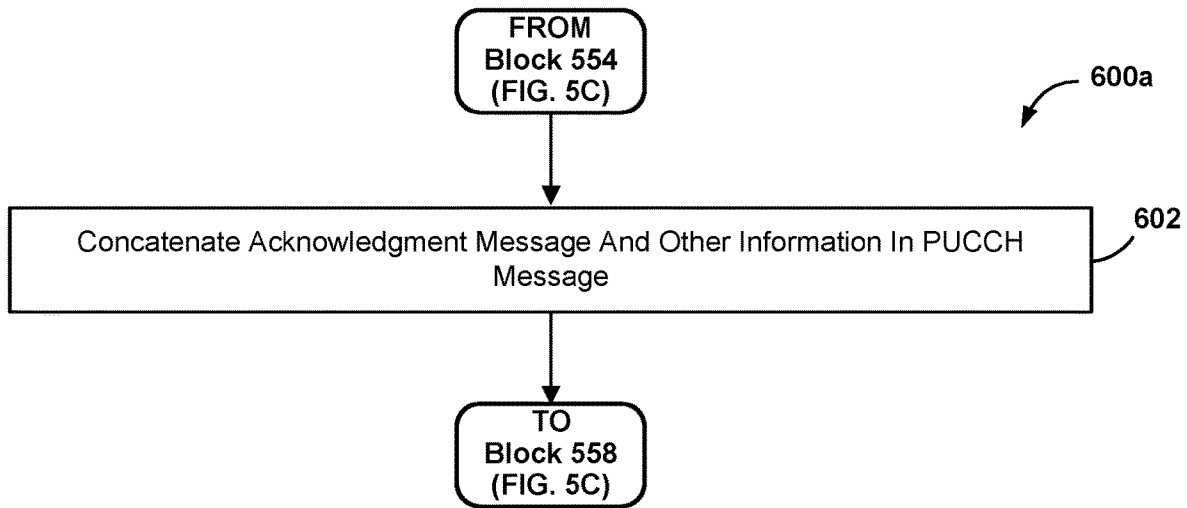 FROM
Block 554
(FIG. 5C)
600a
602
Concatenate Acknowledgment Message And Other Information In PUCCH
Message
TO
Block 558
(FIG. 5C)